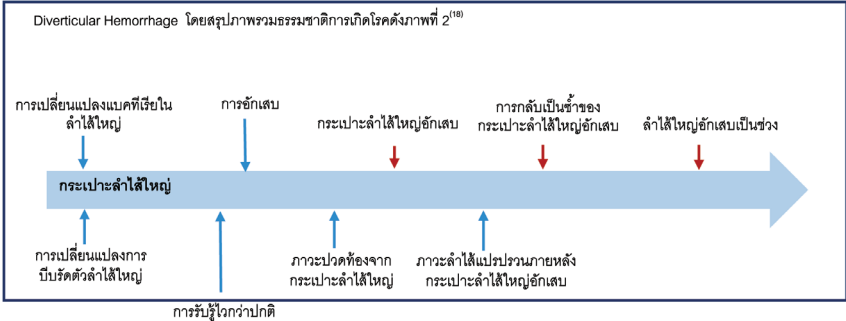 Diverticular Hemorrhage โดยสรุปภาพรวมธรรมชาติการเกิดโรคดังภาพที่ 2(18)
การเปลี่ยนแปลงแบคทีเรียใน
ลำไส้ใหญ่
การอักเสบ
กระเปาะลำไส้ใหญ่อักเสบ
การกลับเป็นซ้ำของ
กระเปาะลำไส้ใหญ่อักเสบ
ลำไส้ใหญ่อักเสบเป็นช่วง
กระเปาะลำไส้ใหญ่
การเปลี่ยนแปลงการ
บีบรัดตัวลำไส้ใหญ่
การรับรู้ไวกว่าปกติ
ภาวะปวดท้องจาก
กระเปาะลำไส้ใหญ่
ภาวะลำไส้แปรปรวนภายหลัง
กระเปาะลำไส้ใหญ่อักเสบ